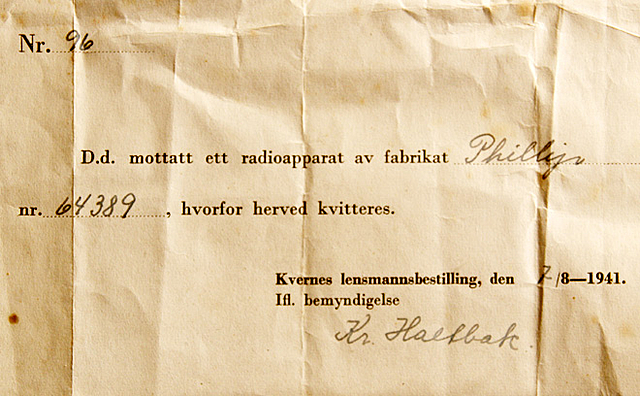 Nr. 96
D.d. mottatt ett radioapparat av fabrikat Phillips
nr. 64389, hvorfor herved kvitteres.
Kvernes lensmannsbestilling, den 7/8—1941.
Ifl. bemyndigelse
Kr. Haltbak.